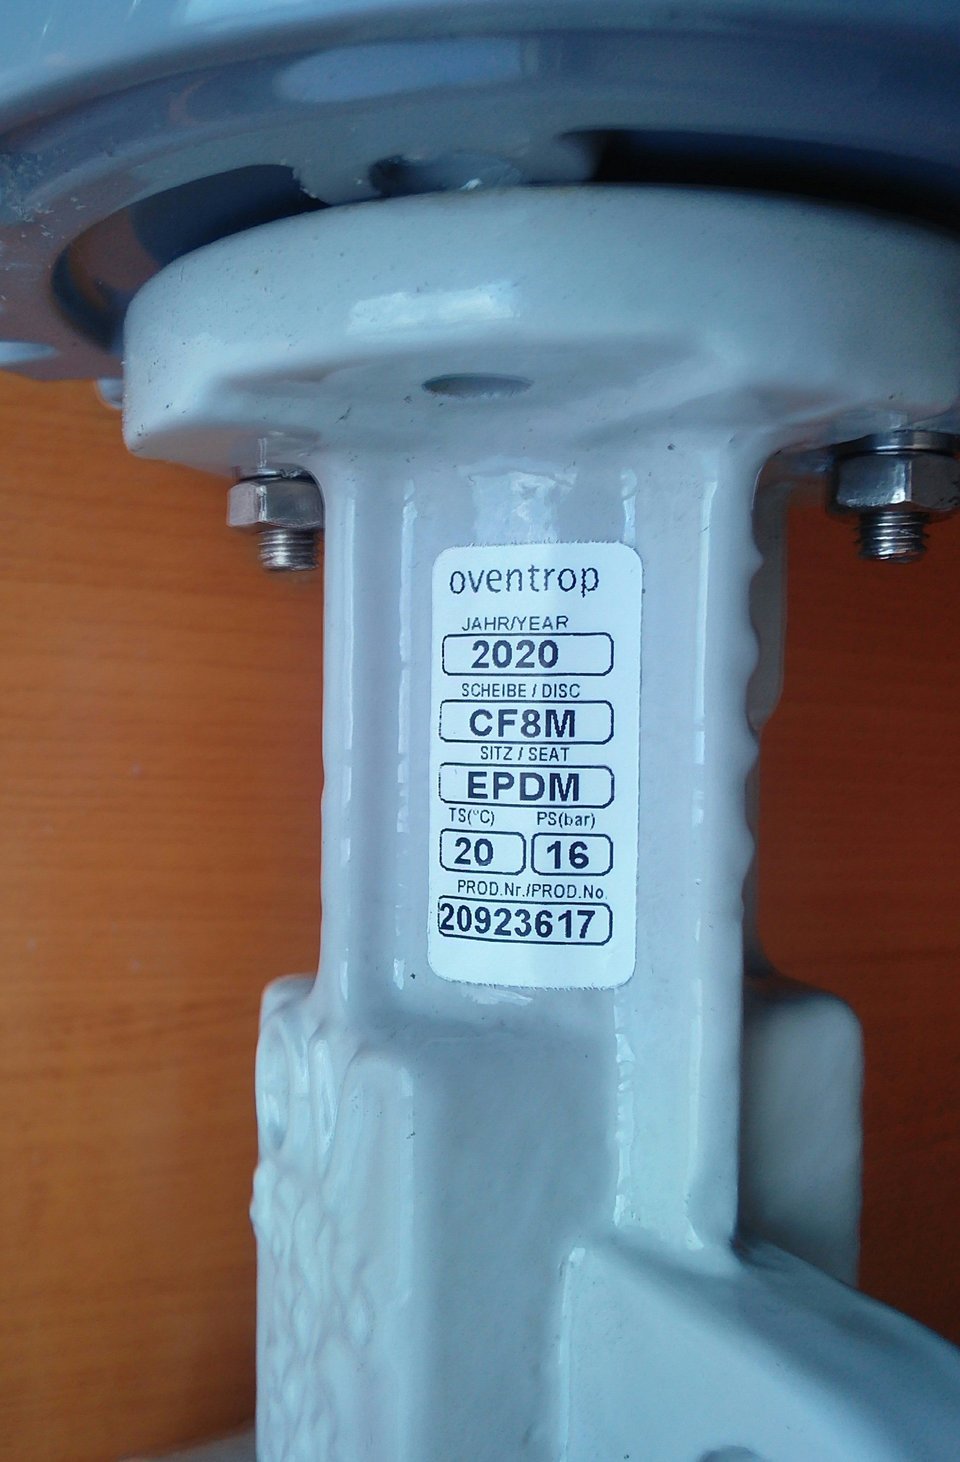 oventrop
JAHR/YEAR
2020
SCHEIBE / DISC
CF8M
SITZ / SEAT
EPDM
TS(°C) PS(bar)
20 16
PROD.Nr./PROD.No.
20923617